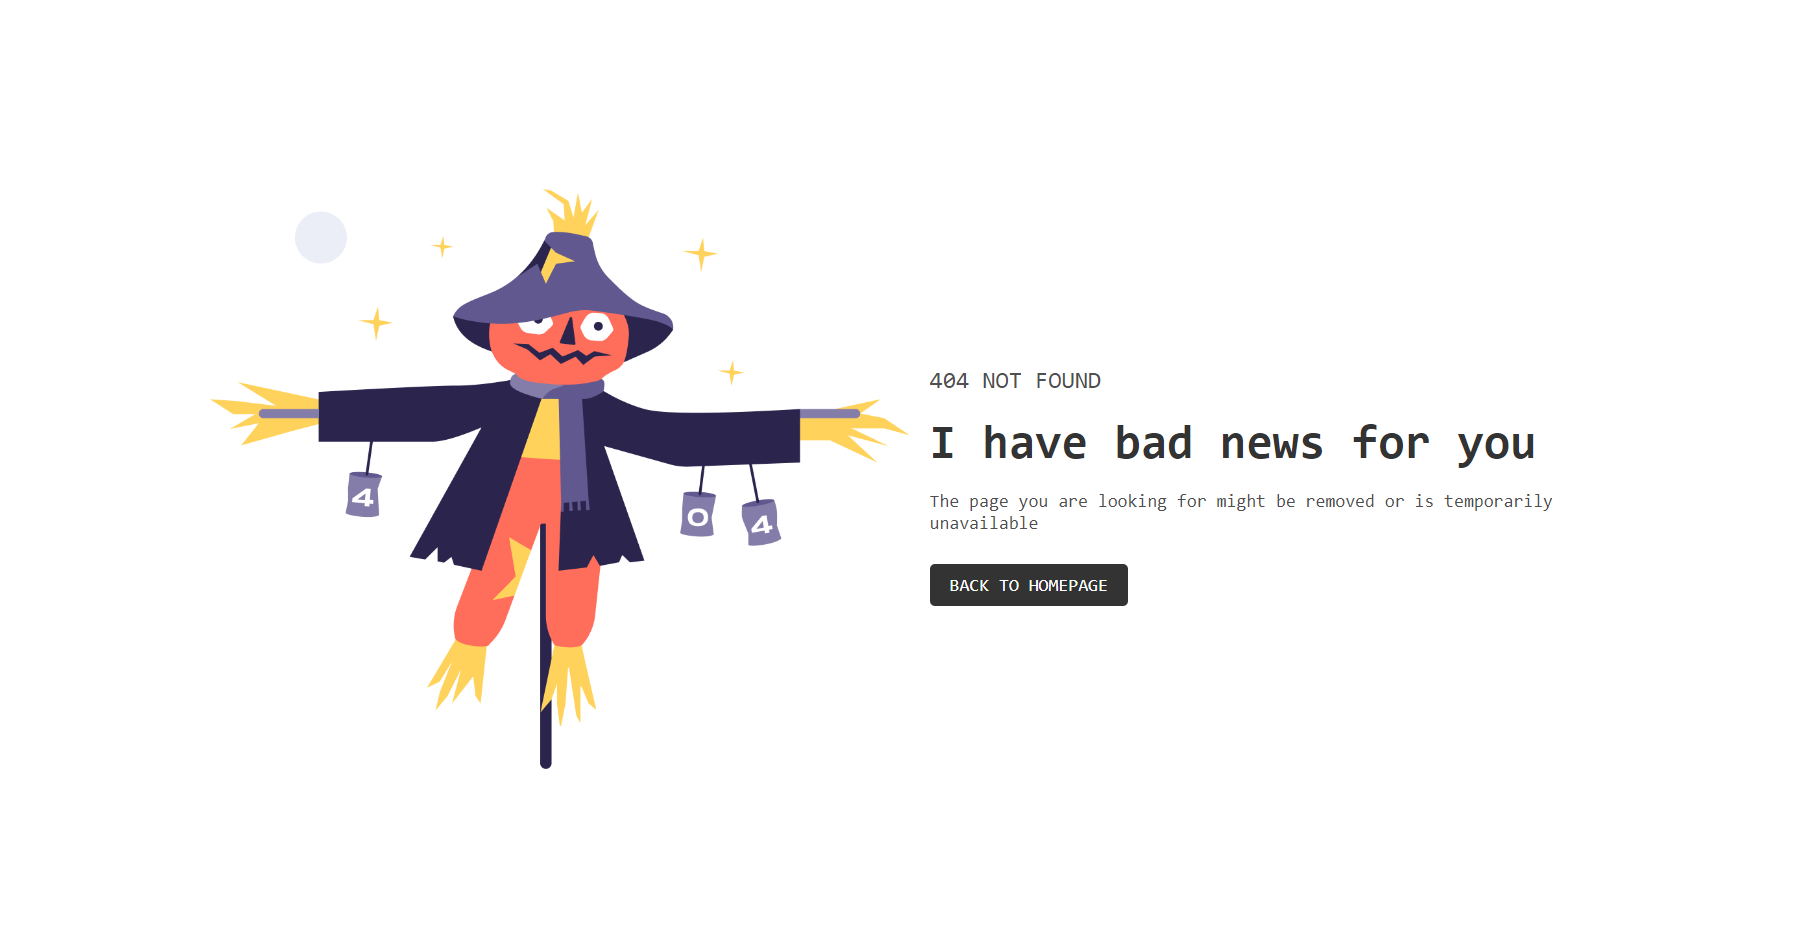 4
0
4
404 NOT FOUND
I have bad news for you
The page you are looking for might be removed or is temporarily
unavailable
BACK TO HOMEPAGE